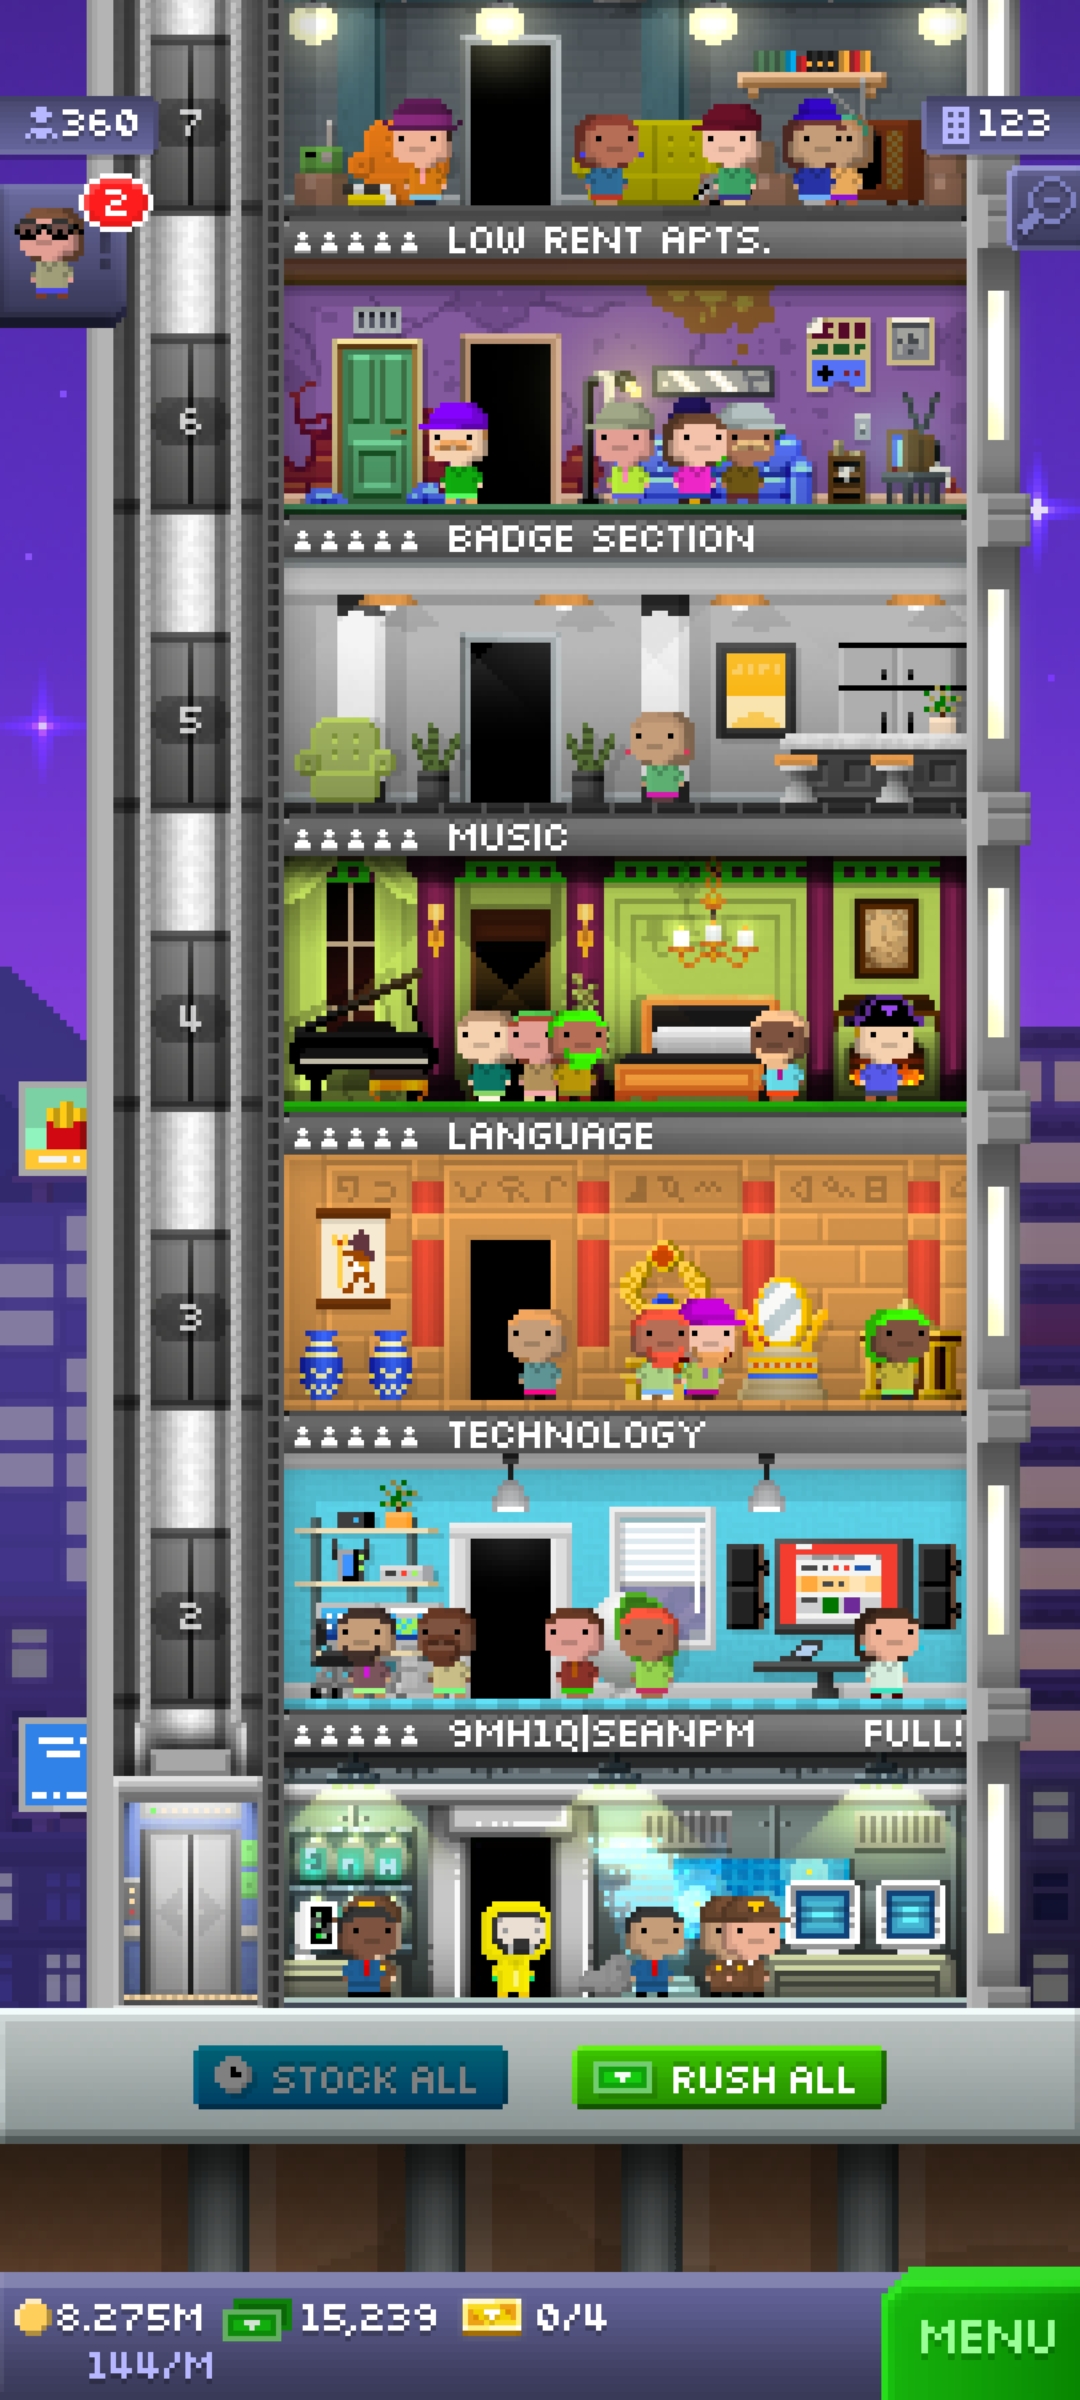 360
7
123
2
LOW RENT APTS.
6
BADGE SECTION
5
MUSIC
4
LANGUAGE
3
TECHNOLOGY
2
9MH1Q|SEANPM FULL!
STOCK ALL
RUSH ALL
8.275M
15,239
0/4
144/M
MENU